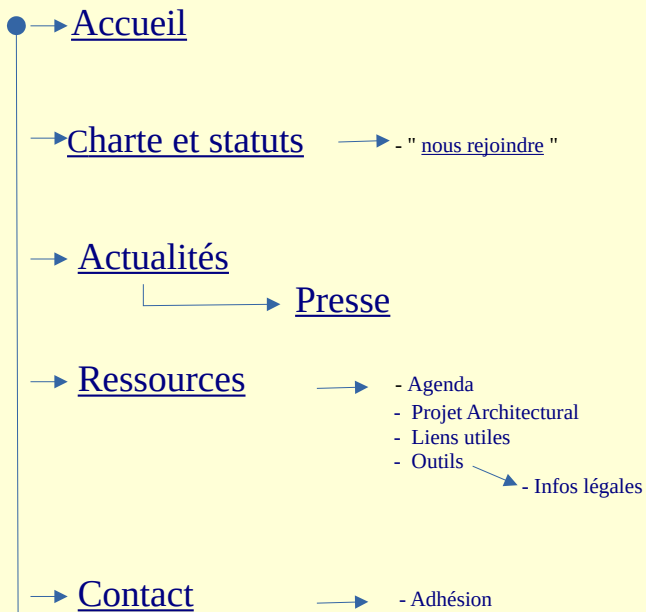 Accueil
Charte et statuts - " nous rejoindre "
Actualités
Presse
Ressources - Agenda
- Projet Architectural
- Liens utiles
- Outils
- Infos légales
Contact - Adhésion